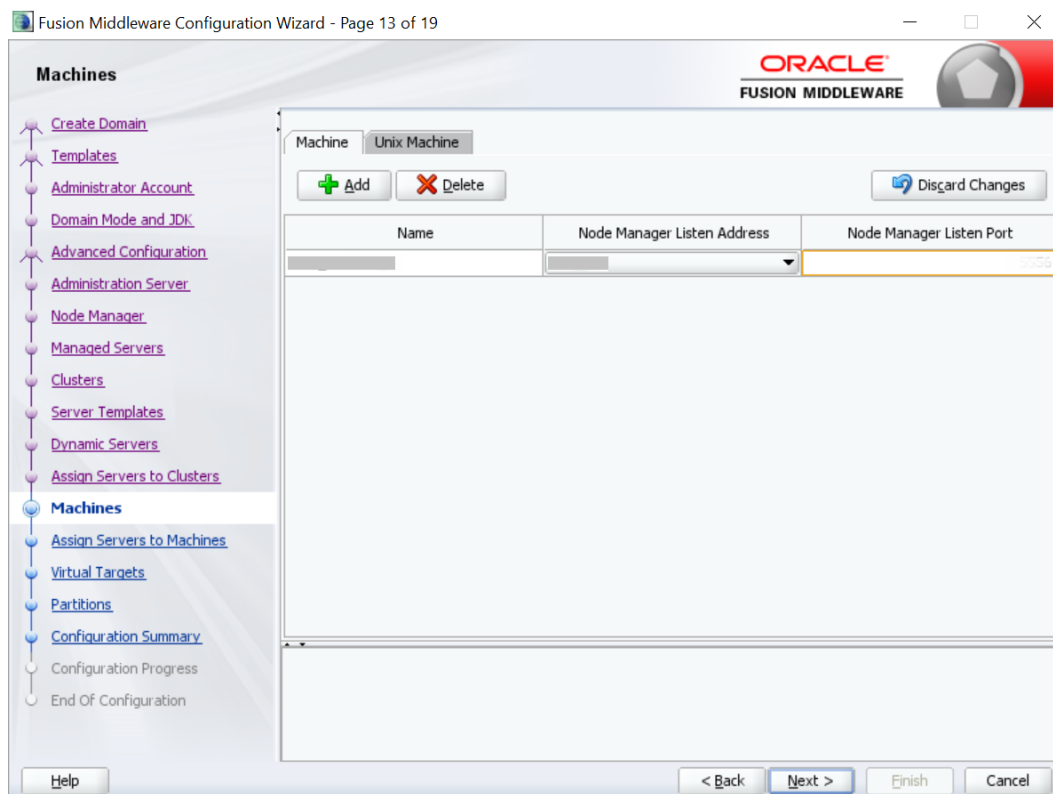 Fusion Middleware Configuration Wizard - Page 13 of 19
Machines
ORACLE
FUSION MIDDLEWARE
Create Domain
Templates
Administrator Account
Domain Mode and JDK
Advanced Configuration
Administration Server
Node Manager
Managed Servers
Clusters
Server Templates
Dynamic Servers
Assign Servers to Clusters
Machines
Assign Servers to Machines
Virtual Targets
Partitions
Configuration Summary
Configuration Progress
End Of Configuration
Machine Unix Machine
Add Delete Discard Changes
Name Node Manager Listen Address Node Manager Listen Port
Help < Back Next > Finish Cancel